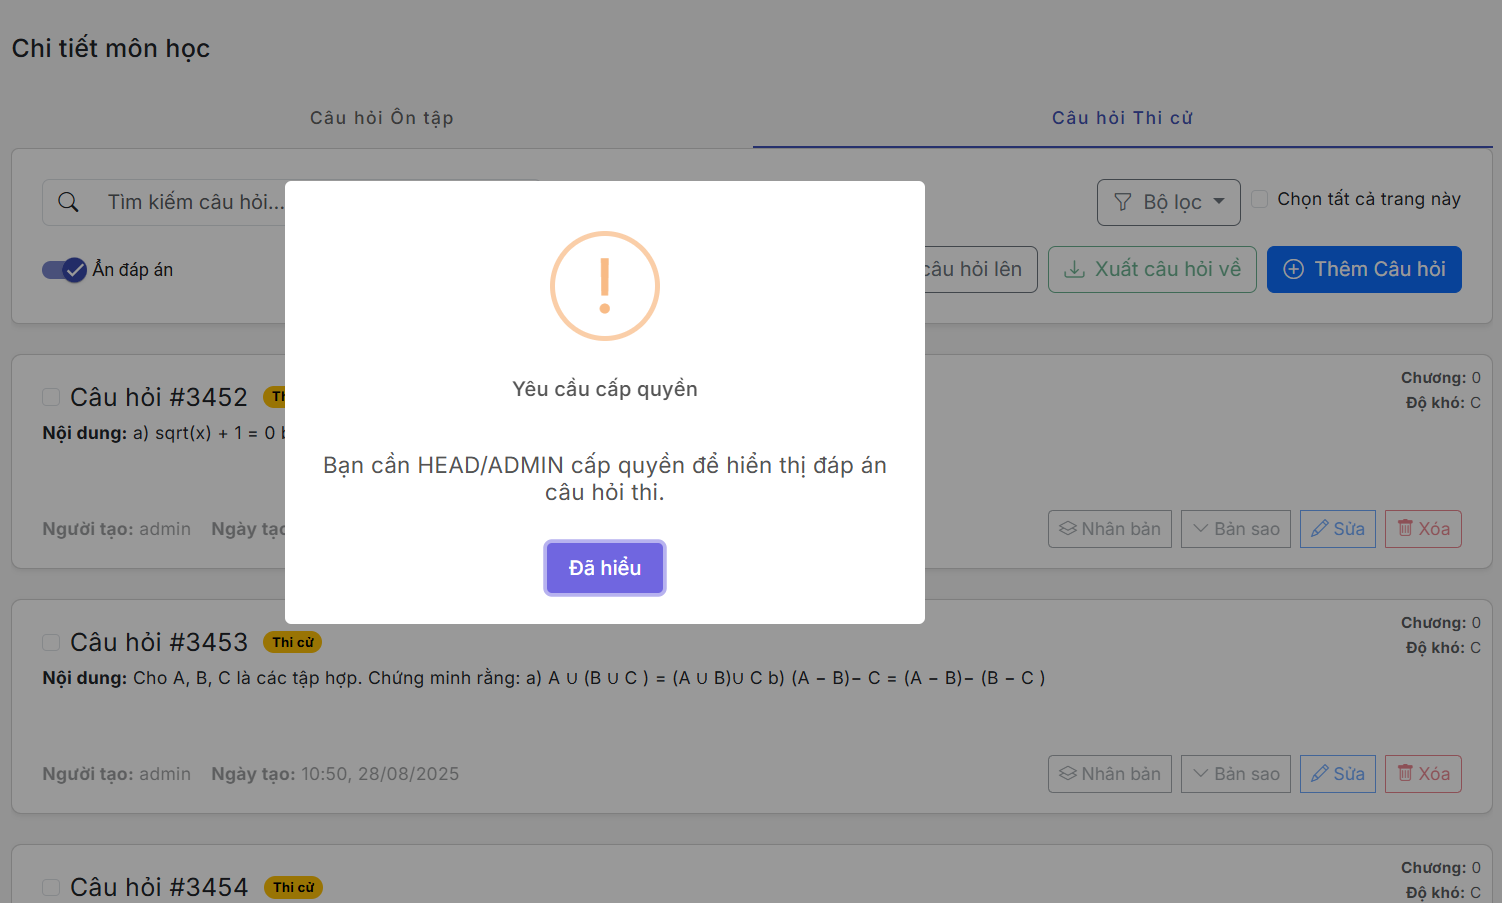 Chi tiết môn học
Câu hỏi Ôn tập
Câu hỏi Thi cử
Tìm kiếm câu hỏi...
Bộ lọc
Chọn tất cả trang này
Ẩn đáp án
câu hỏi lên
Xuất câu hỏi về
Thêm Câu hỏi
Yêu cầu cấp quyền
Bạn cần HEAD/ADMIN cấp quyền để hiển thị đáp án
câu hỏi thi.
Đã hiểu
Câu hỏi #3452
Chương: 0
Độ khó: C
Nội dung: a) sqrt(x) + 1 = 0
Người tạo: admin Ngày tạo
Nhân bản
Bản sao
Sửa
Xóa
Câu hỏi #3453 Thi cử
Chương: 0
Độ khó: C
Nội dung: Cho A, B, C là các tập hợp. Chứng minh rằng: a) A ∪ (B ∪ C ) = (A ∪ B)∪ C b) (A − B)− C = (A − B)− (B − C )
Người tạo: admin Ngày tạo: 10:50, 28/08/2025
Nhân bản
Bản sao
Sửa
Xóa
Câu hỏi #3454 Thi cử
Chương: 0
Độ khó: C